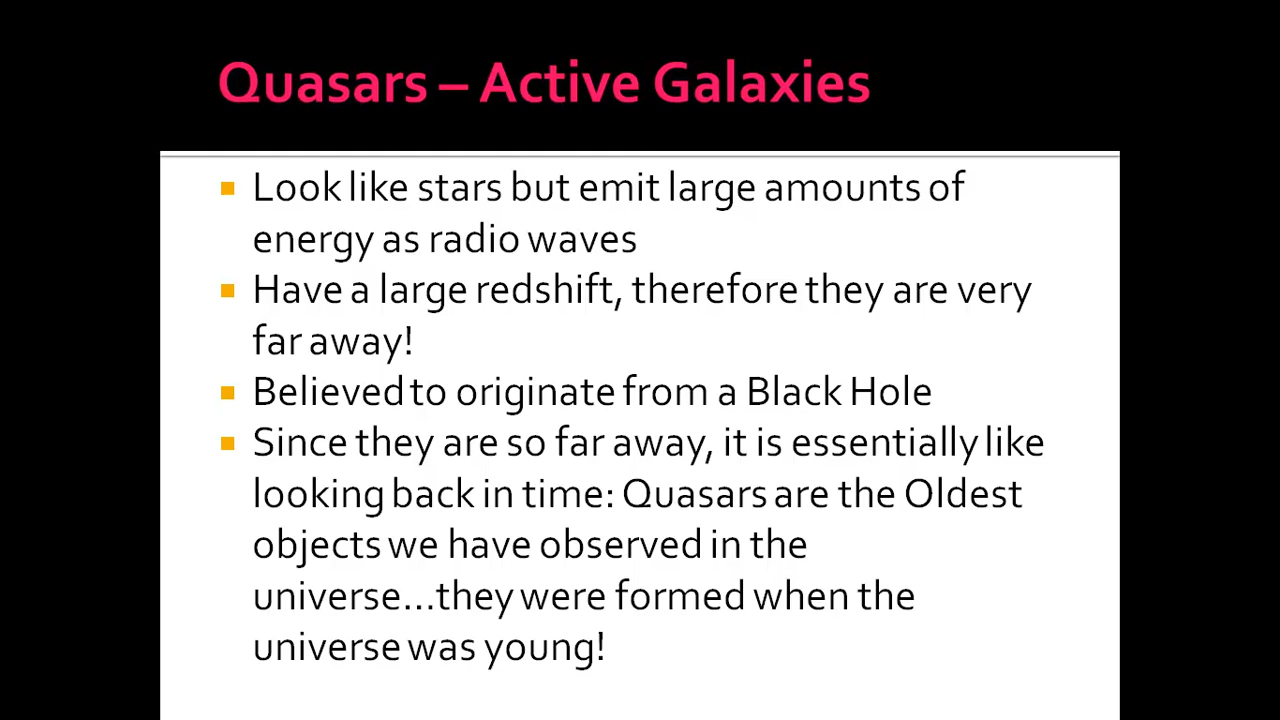 Quasars – Active Galaxies
Look like stars but emit large amounts of
energy as radio waves
Have a large redshift, therefore they are very
far away!
Believed to originate from a Black Hole
Since they are so far away, it is essentially like
looking back in time: Quasars are the Oldest
objects we have observed in the
universe...they were formed when the
universe was young!